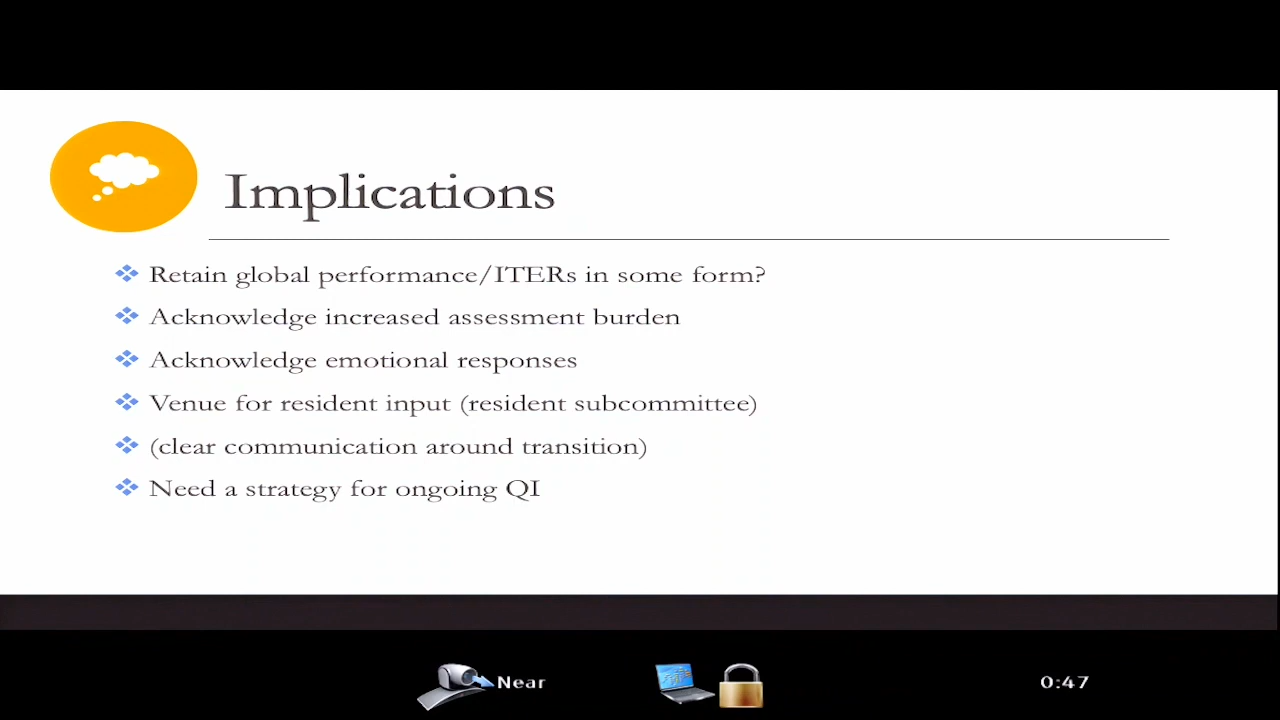 Implications
Retain global performance/ITERs in some form?
Acknowledge increased assessment burden
Acknowledge emotional responses
Venue for resident input (resident subcommittee)
(clear communication around transition)
Need a strategy for ongoing QI
Near
0:47